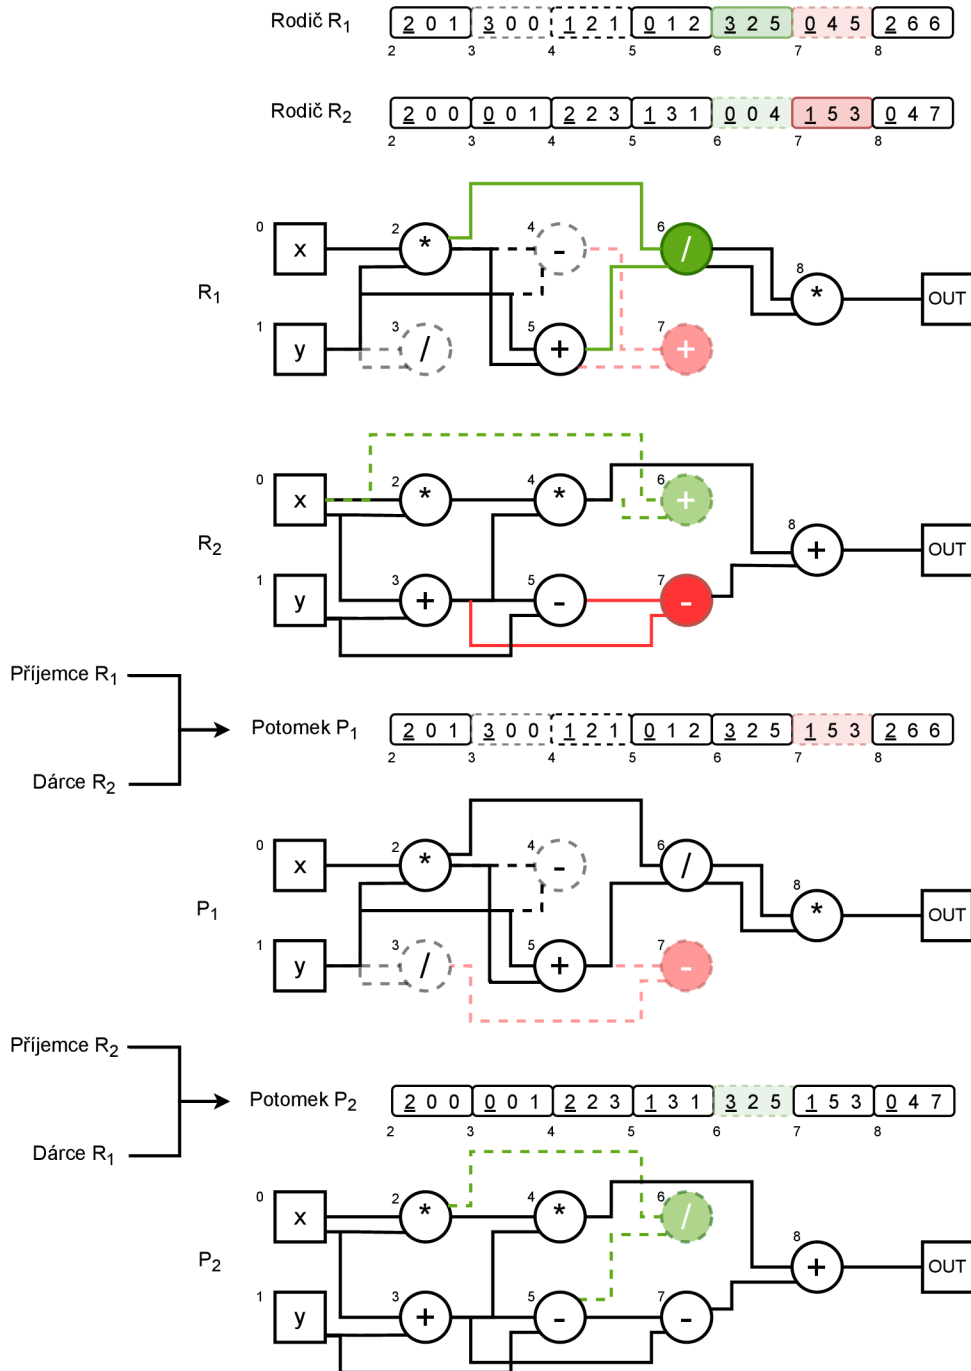 Rodič R1
2 0 1 3 0 0 1 2 1 0 1 2 3 2 5 0 4 5 2 6 6
2 3 4 5 6 7 8
Rodič R2
2 0 0 0 0 1 2 2 3 1 3 1 0 0 4 1 5 3 0 4 7
2 3 4 5 6 7 8
R1
0 x 2 * 4 - 6 / 8 * OUT
1 y 3 / 5 + 7 +
R2
0 x 2 * 4 * 6 + 8 + OUT
1 y 3 + 5 - 7 -
Příjemce R1
Dárce R2
Potomek P1
2 0 1 3 0 0 1 2 1 0 1 2 3 2 5 1 5 3 2 6 6
2 3 4 5 6 7 8
P1
0 x 2 * 4 - 6 / 8 * OUT
1 y 3 / 5 + 7 -
Příjemce R2
Dárce R1
Potomek P2
2 0 0 0 0 1 2 2 3 1 3 1 3 2 5 1 5 3 0 4 7
2 3 4 5 6 7 8
P2
0 x 2 * 4 * 6 / 8 + OUT
1 y 3 + 5 - 7 -